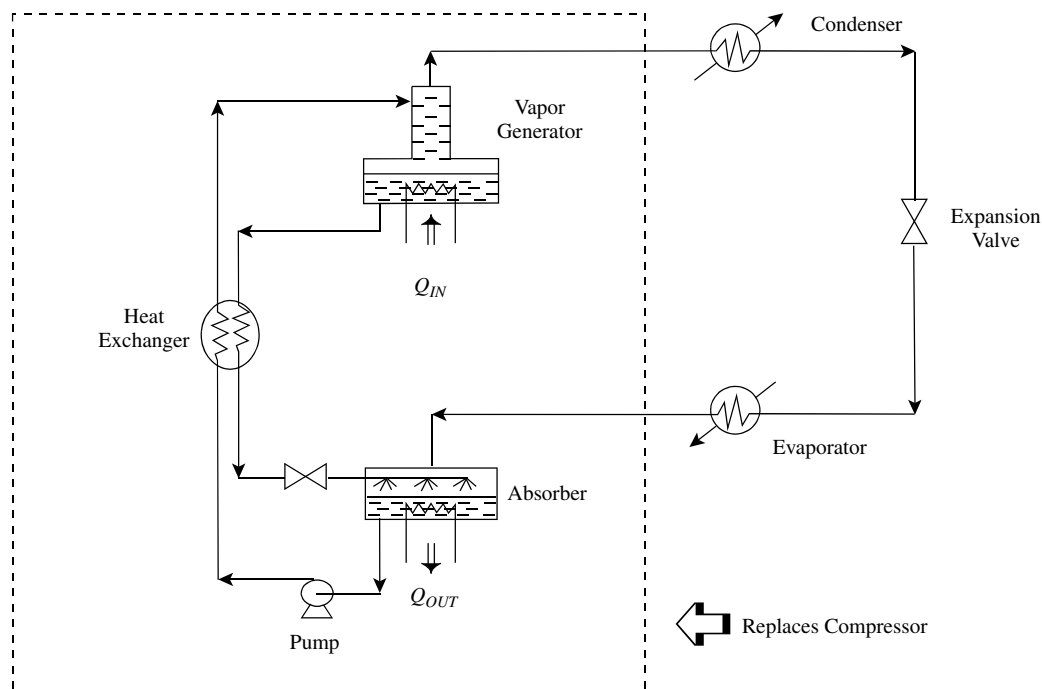 Condenser
Vapor
Generator
Expansion
Valve
Q_IN
Heat
Exchanger
Evaporator
Absorber
Q_OUT
Pump
Replaces Compressor